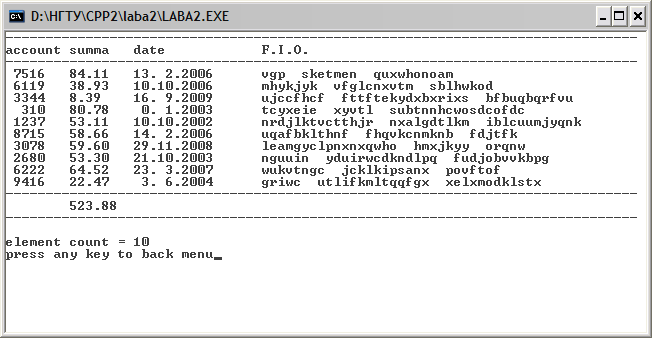 D:\НГТУ\CPP2\laba2\LABA2.EXE
account summa date F.I.O.
7516 84.11 13. 2.2006 vgp sketmen quxwhonoam
6119 38.93 10.10.2006 mhykjyk vfglcnxvtm sblhwkod
3344 8.39 16. 9.2009 ujccfhcf fttftekydxbxrixs bfbuqbqrfvu
310 80.78 0. 1.2003 tcyxeie xyvtl subtnnhcwosdcofdc
1237 53.11 10.10.2002 nrdjlktvctthjr nxalgdtlkm iblcuumjyqnk
8715 58.66 14. 2.2006 uqafbklthnf fhqvkcnmknb fdjtfk
3078 59.60 29.11.2008 leamgyclpnxnxqwho hmxjkyy orqnw
2680 53.30 21.10.2003 nguuin yduirwcdkndlpq fudjobvvkbpg
6222 64.52 23. 3.2007 wukvtngc jcklkipsanx povftof
9416 22.47 3. 6.2004 griwc utlifkmltqqfgx xelxmodklstx
523.88
element count = 10
press any key to back menu_